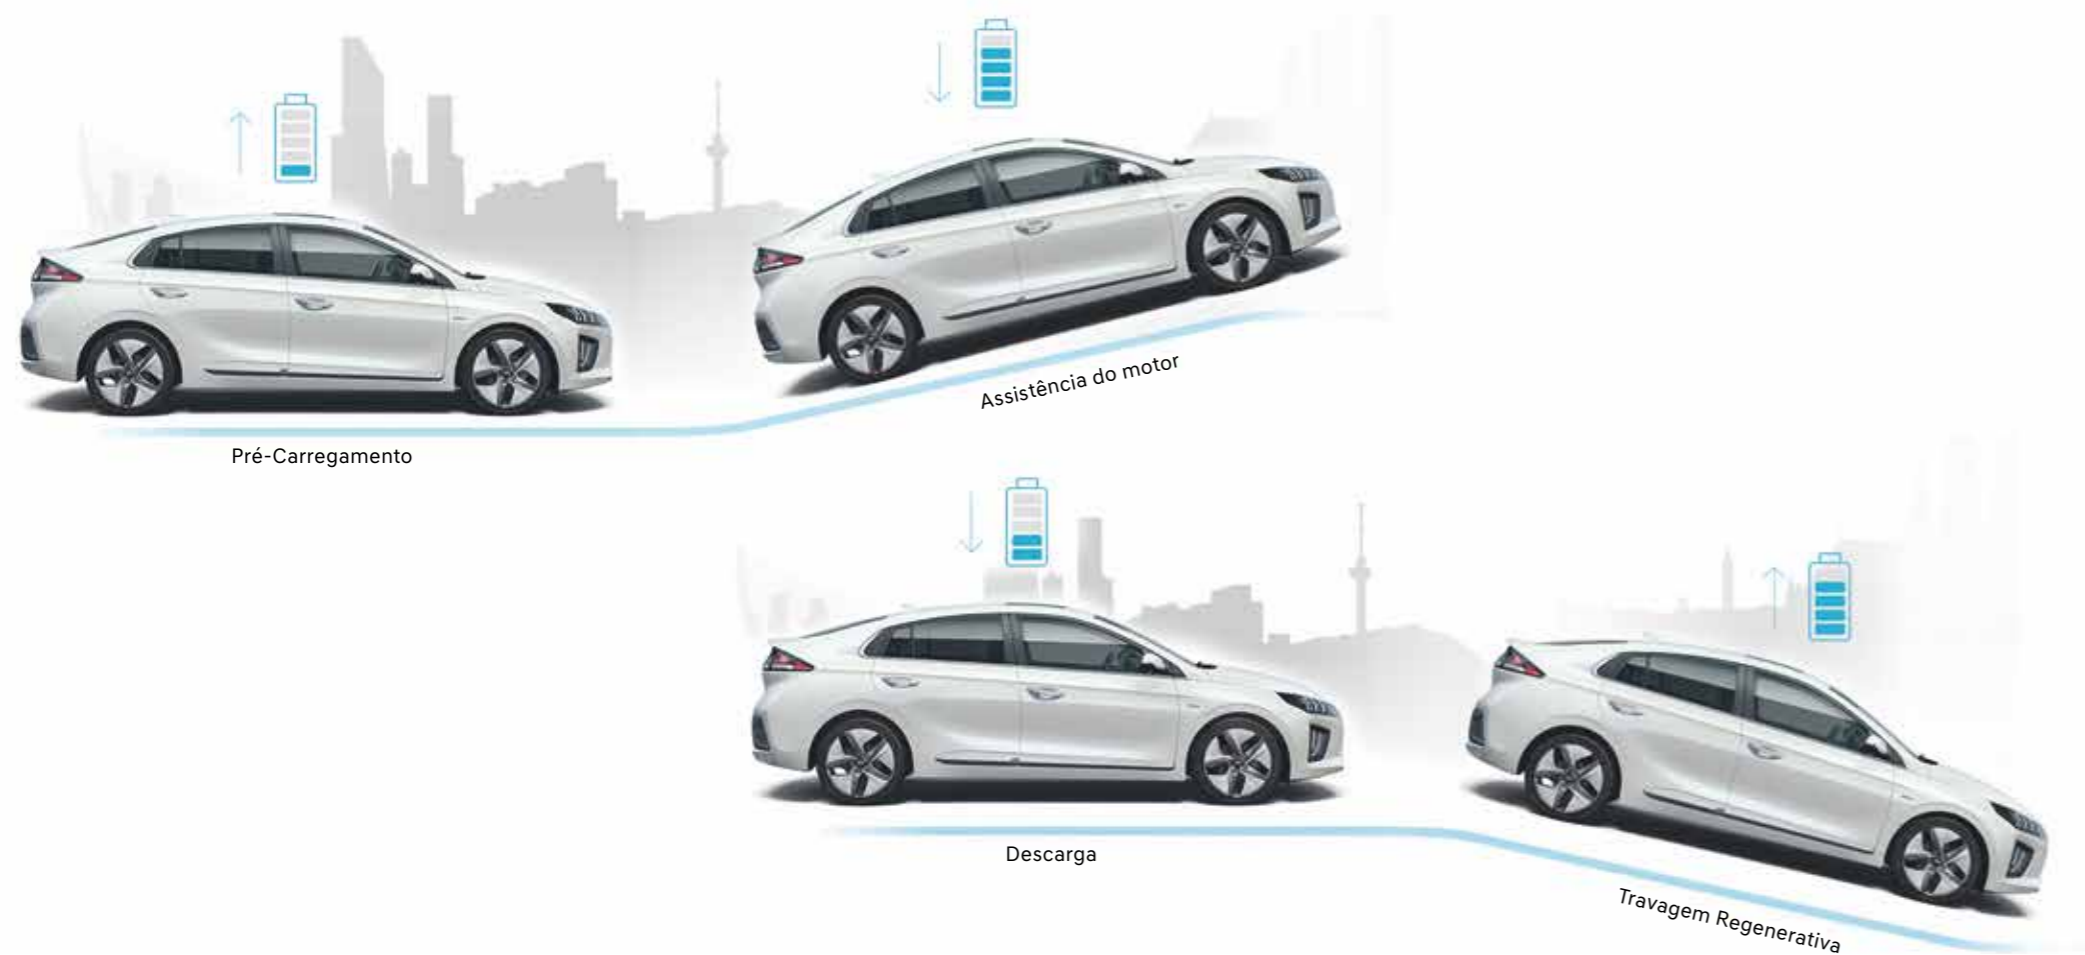 Assistência do motor
Pré-Carregamento
Descarga
Travagem Regenerativa